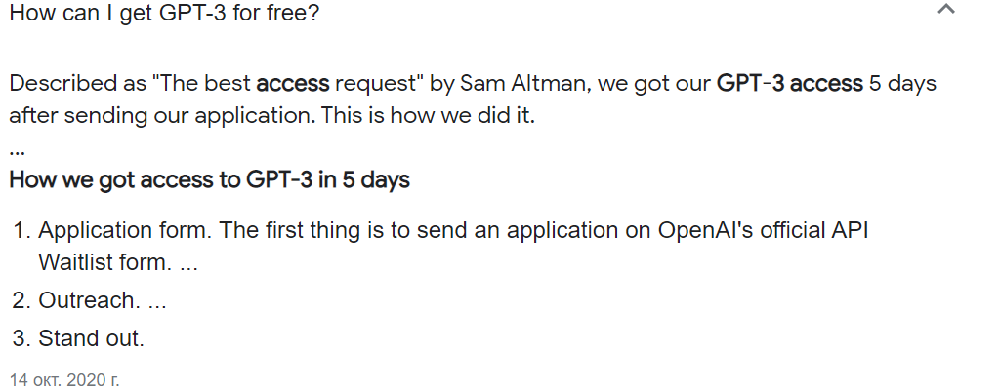 How can I get GPT-3 for free?
Described as "The best access request" by Sam Altman, we got our GPT-3 access 5 days
after sending our application. This is how we did it.
...
How we got access to GPT-3 in 5 days
1. Application form. The first thing is to send an application on OpenAI's official API
Waitlist form. ...
2. Outreach. ...
3. Stand out.
14 окт. 2020 г.